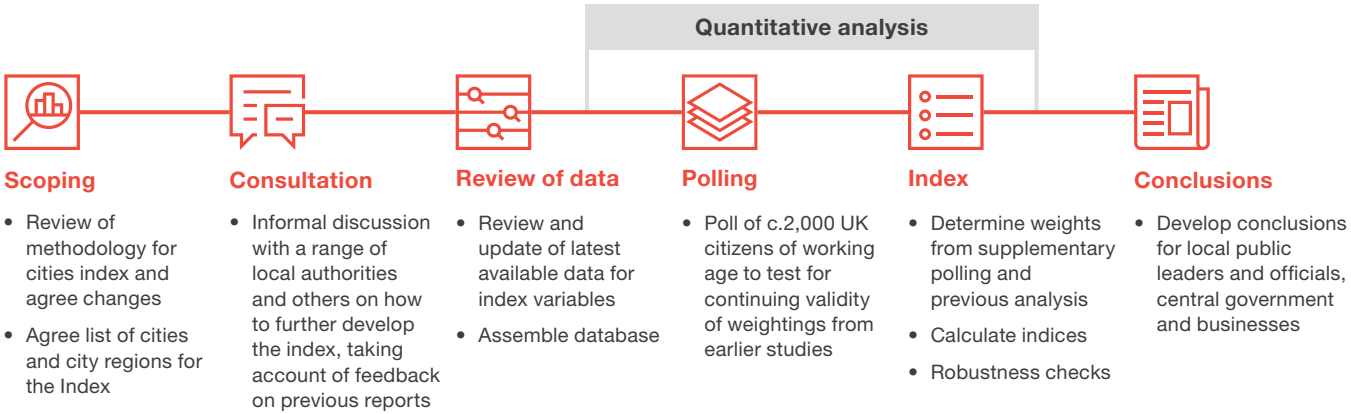 Quantitative analysis
Scoping
• Review of
methodology for
cities index and
agree changes
• Agree list of cities
and city regions for
the Index
Consultation
• Informal discussion
with a range of
local authorities
and others on how
to further develop
the index, taking
account of feedback
on previous reports
Review of data
• Review and
update of latest
available data for
index variables
• Assemble database
Polling
• Poll of c.2,000 UK
citizens of working
age to test for
continuing validity
of weightings from
earlier studies
Index
• Determine weights
from supplementary
polling and
previous analysis
• Calculate indices
• Robustness checks
Conclusions
• Develop conclusions
for local public
leaders and officials,
central government
and businesses